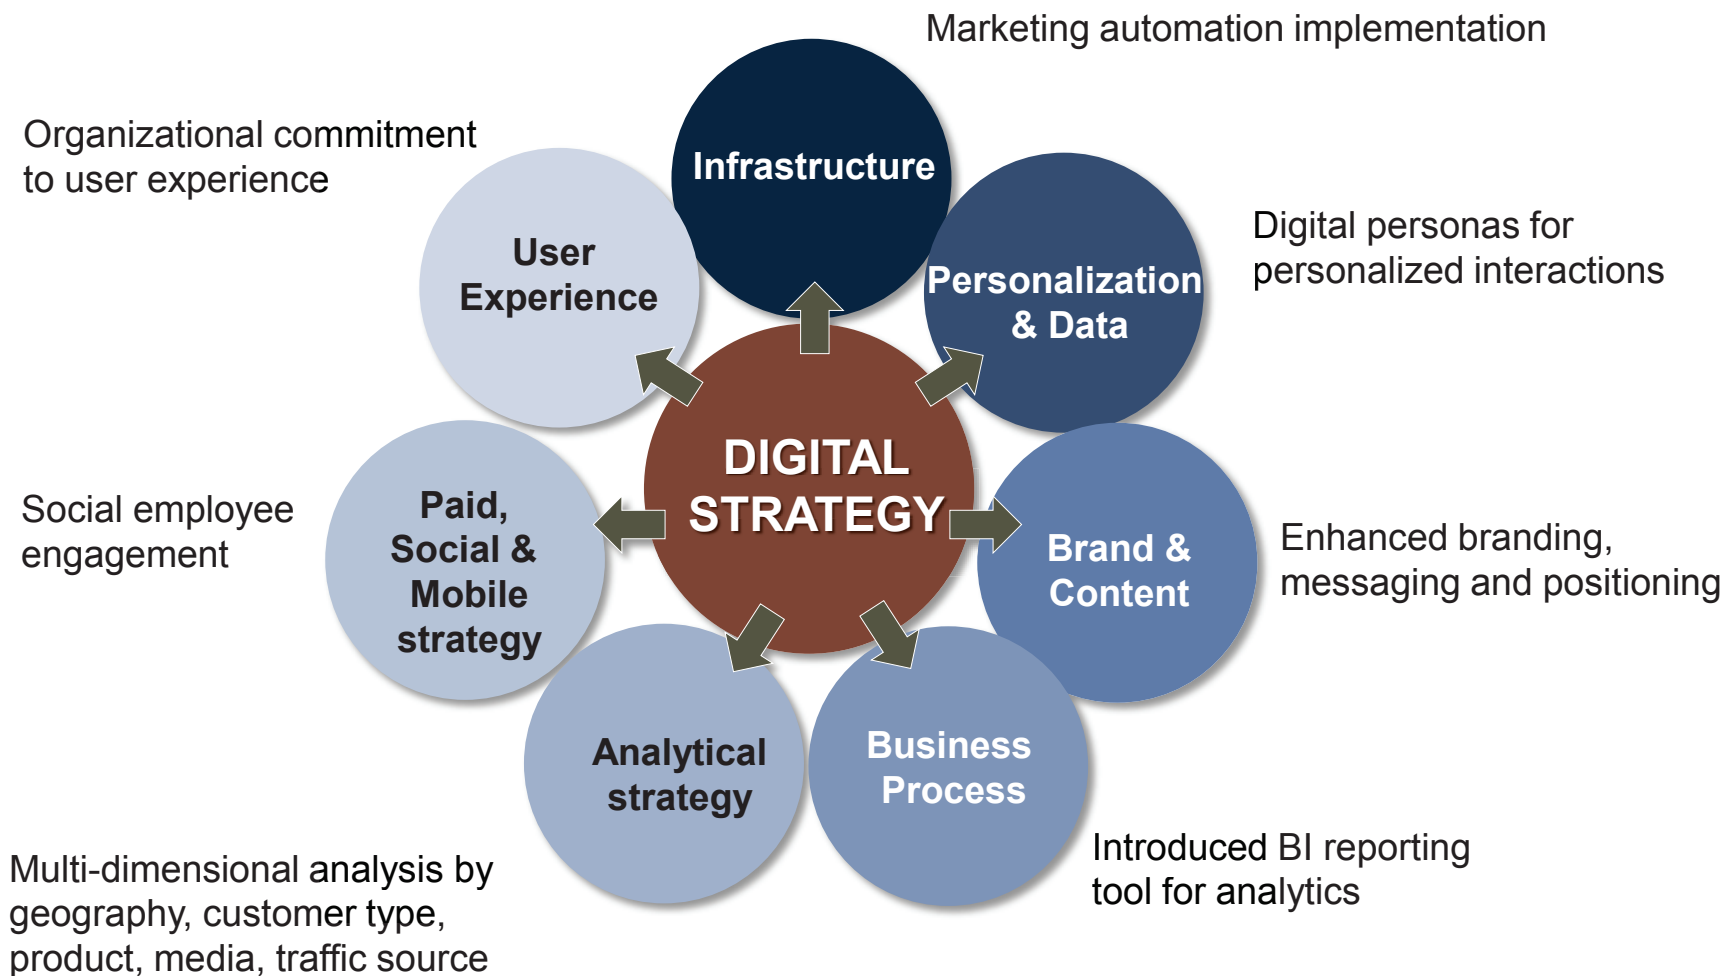 Marketing automation implementation
Organizational commitment
to user experience
Infrastructure
User
Experience
Digital personas for
personalized interactions
Personalization
& Data
DIGITAL
STRATEGY
Social employee
engagement
Paid,
Social &
Mobile
strategy
Brand &
Content
Enhanced branding,
messaging and positioning
Analytical
strategy
Business
Process
Introduced BI reporting
tool for analytics
Multi-dimensional analysis by
geography, customer type,
product, media, traffic source